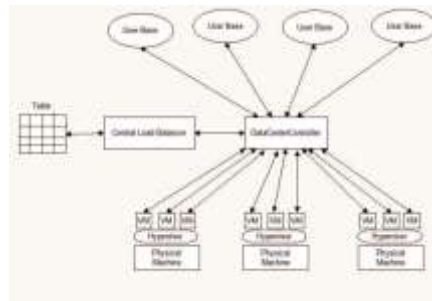 User Base
User Base
User Base
User Base
Table
Central Load Balancer
DataCenterController
VM VM VM
VM VM VM
VM VM VM
Hypervisor
Hypervisor
Hypervisor
Physical
Machine
Physical
Machine
Physical
Machine